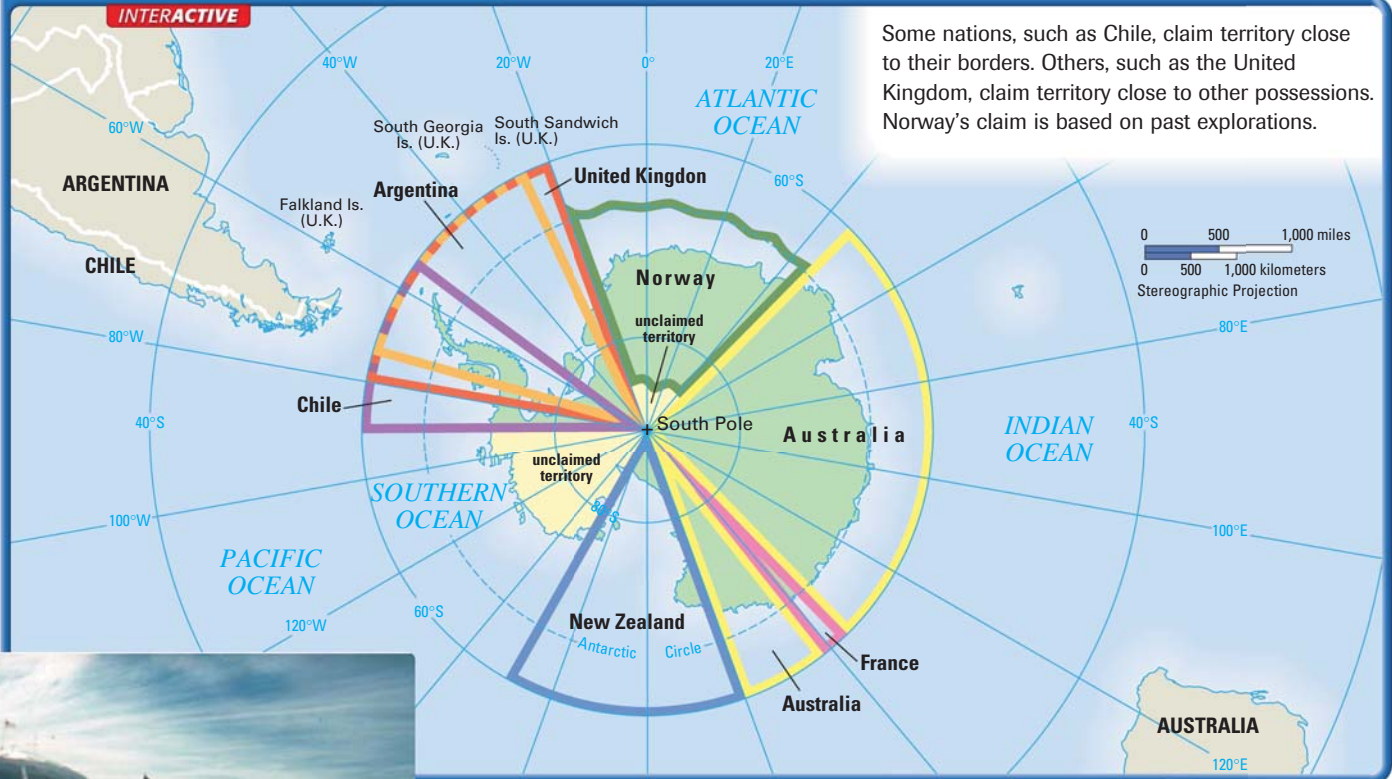 INTERACTIVE
Some nations, such as Chile, claim territory close
to their borders. Others, such as the United
Kingdom, claim territory close to other possessions.
Norway's claim is based on past explorations.
40°W
20°W
0°
20°E
ATLANTIC
OCEAN
60°W
South Georgia
Is. (U.K.)
South Sandwich
Is. (U.K.)
ARGENTINA
Argentina
United Kingdon
60°S
Falkland Is.
(U.K.)
CHILE
0 500 1,000 miles
0 500 1,000 kilometers
Stereographic Projection
Norway
unclaimed
territory
80°W
80°E
Chile
South Pole
40°S
Australia
INDIAN
OCEAN
40°S
unclaimed
territory
SOUTHERN
OCEAN
80°S
100°W
100°E
PACIFIC
OCEAN
60°S
120°W
New Zealand
Antarctic Circle
France
Australia
AUSTRALIA
120°E